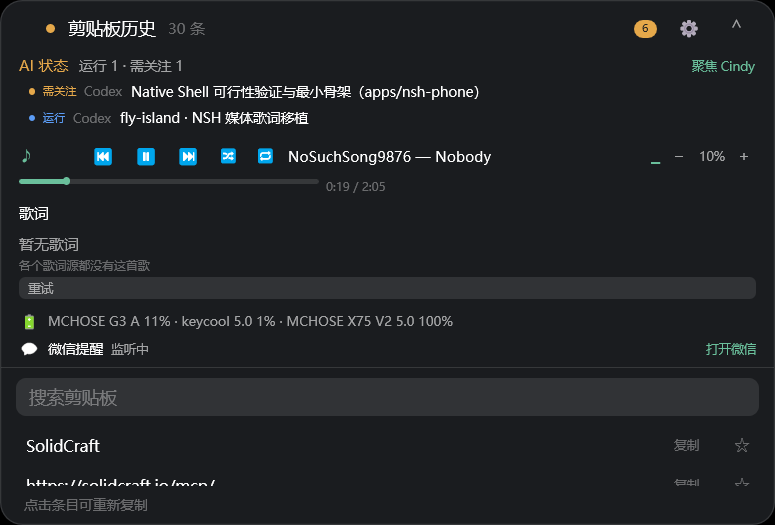 剪贴板历史 30 条 6
AI 状态 运行 1 · 需关注 1 聚焦 Cindy
需关注 Codex Native Shell 可行性验证与最小骨架（apps/nsh-phone）
运行 Codex fly-island · NSH 媒体歌词移植
NoSuchSong9876 — Nobody − 10% +
0:19 / 2:05
歌词
暂无歌词
各个歌词源都没有这首歌
重试
MCHOSE G3 A 11% · keycool 5.0 1% · MCHOSE X75 V2 5.0 100%
微信提醒 监听中 打开微信
搜索剪贴板
SolidCraft 复制
https://solidcraft.io/mcp/ 复制
点击条目可重新复制